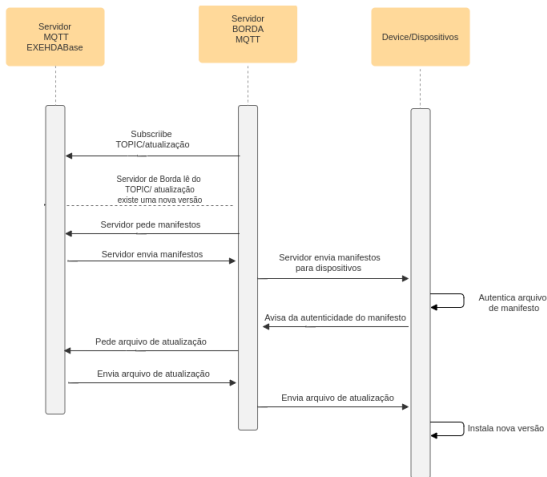 Servidor
MQTT
EXEHDABase
Servidor
BORDA
MQTT
Device/Dispositivos
Subscriibe
TOPIC/atualização
Servidor de Borda lê do
TOPIC/ atualização
existe uma nova versão
Servidor pede manifestos
Servidor envia manifestos
Servidor envia manifestos
para dispositivos
Autentica arquivo
de manifesto
Avisa da autenticidade do manifesto
Pede arquivo de atualização
Envia arquivo de atualização
Envia arquivo de atualização
Instala nova versão